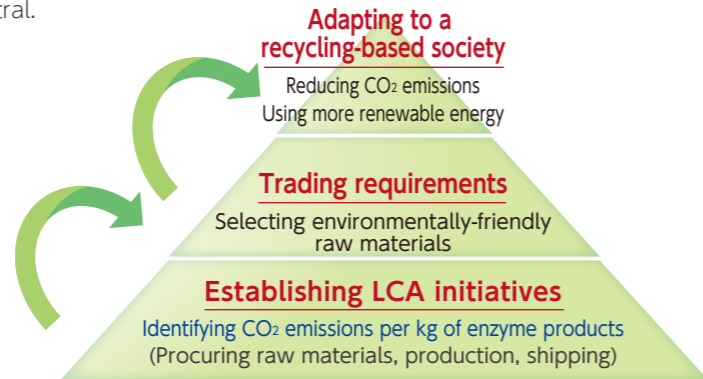 Adapting to a
recycling-based society
Reducing CO₂ emissions
Using more renewable energy
Trading requirements
Selecting environmentally-friendly
raw materials
Establishing LCA initiatives
Identifying CO₂ emissions per kg of enzyme products
(Procuring raw materials, production, shipping)